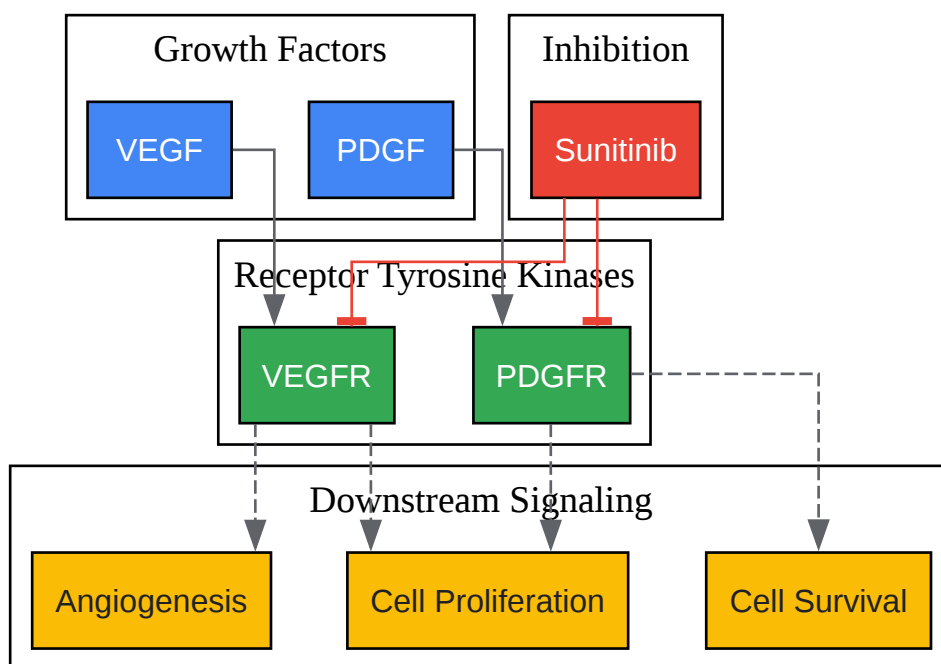 Growth Factors
Inhibition
VEGF
PDGF
Sunitinib
Receptor Tyrosine Kinases
VEGFR
PDGFR
Downstream Signaling
Angiogenesis
Cell Proliferation
Cell Survival